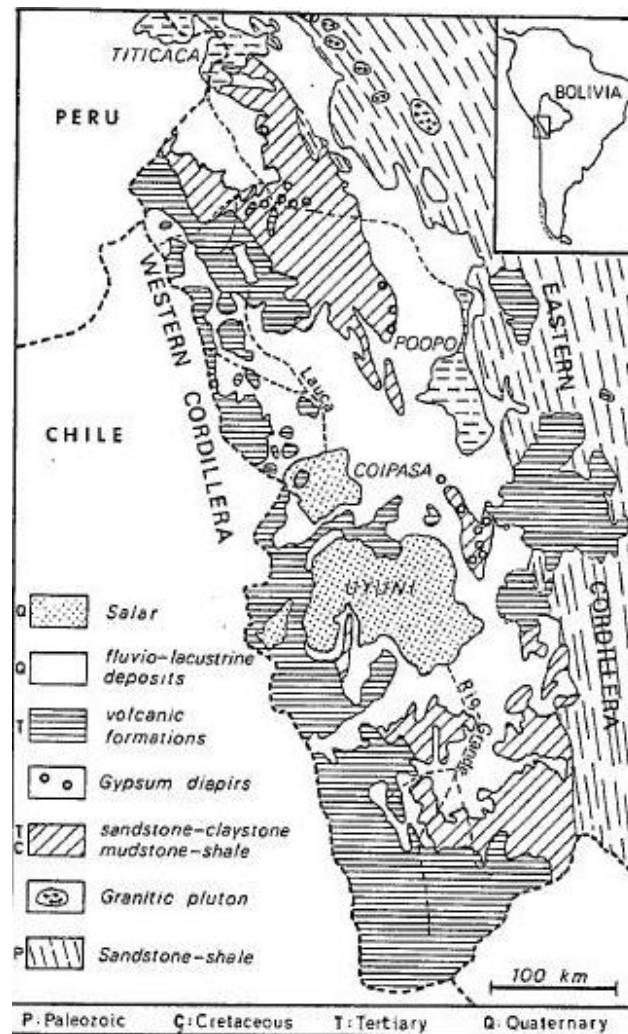 TITICACA
PERU
BOLIVIA
WESTERN CORDILLERA
EASTERN
CORDILLERA
POOPO
Lauca
CHILE
COIPASA
UYUNI
Rio
Grande
Q Salar
Q fluvio-lacustrine
deposits
T volcanic
formations
Gypsum diapirs
T
C
sandstone-claystone
mudstone-shale
Granitic pluton
P Sandstone-shale
100 km
P:Paleozoic C:Cretaceous T:Tertiary Q:Quaternary